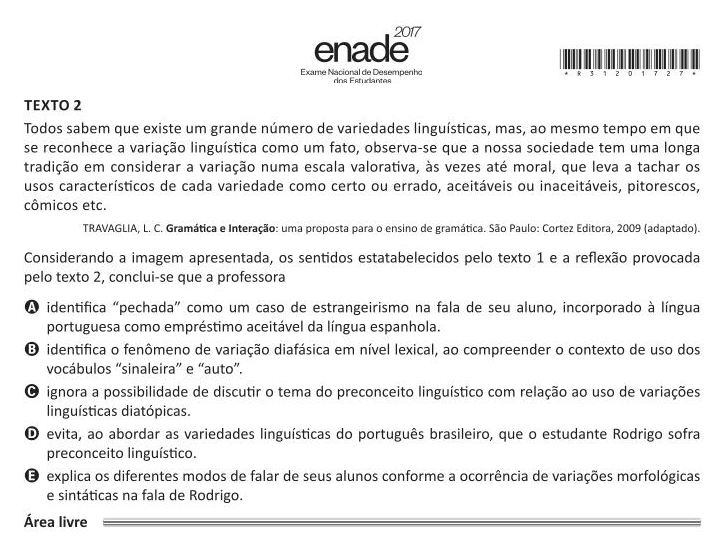 2017
enade
Exame Nacional de Desempenho
dos Estudantes
* R 3 1 2 0 1 7 2 7 *
TEXTO 2
Todos sabem que existe um grande número de variedades linguísticas, mas, ao mesmo tempo em que
se reconhece a variação linguística como um fato, observa-se que a nossa sociedade tem uma longa
tradição em considerar a variação numa escala valorativa, às vezes até moral, que leva a tachar os
usos característicos de cada variedade como certo ou errado, aceitáveis ou inaceitáveis, pitorescos,
cômicos etc.
TRAVAGLIA, L. C. Gramática e Interação: uma proposta para o ensino de gramática. São Paulo: Cortez Editora, 2009 (adaptado).
Considerando a imagem apresentada, os sentidos estatabelecidos pelo texto 1 e a reflexão provocada
pelo texto 2, conclui-se que a professora
A identifica “pechada” como um caso de estrangeirismo na fala de seu aluno, incorporado à língua
portuguesa como empréstimo aceitável da língua espanhola.
B identifica o fenômeno de variação diafásica em nível lexical, ao compreender o contexto de uso dos
vocábulos “sinaleira” e “auto”.
C ignora a possibilidade de discutir o tema do preconceito linguístico com relação ao uso de variações
linguísticas diatópicas.
D evita, ao abordar as variedades linguísticas do português brasileiro, que o estudante Rodrigo sofra
preconceito linguístico.
E explica os diferentes modos de falar de seus alunos conforme a ocorrência de variações morfológicas
e sintáticas na fala de Rodrigo.
Área livre